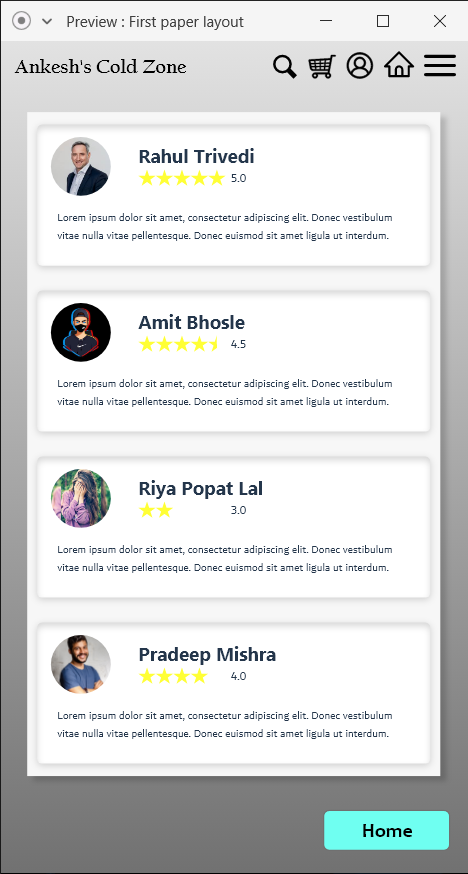 Preview : First paper layout
Ankesh's Cold Zone
Rahul Trivedi
5.0
Lorem ipsum dolor sit amet, consectetur adipiscing elit. Donec vestibulum
vitae nulla vitae pellentesque. Donec euismod sit amet ligula ut interdum.
Amit Bhosle
4.5
Lorem ipsum dolor sit amet, consectetur adipiscing elit. Donec vestibulum
vitae nulla vitae pellentesque. Donec euismod sit amet ligula ut interdum.
Riya Popat Lal
3.0
Lorem ipsum dolor sit amet, consectetur adipiscing elit. Donec vestibulum
vitae nulla vitae pellentesque. Donec euismod sit amet ligula ut interdum.
Pradeep Mishra
4.0
Lorem ipsum dolor sit amet, consectetur adipiscing elit. Donec vestibulum
vitae nulla vitae pellentesque. Donec euismod sit amet ligula ut interdum.
Home